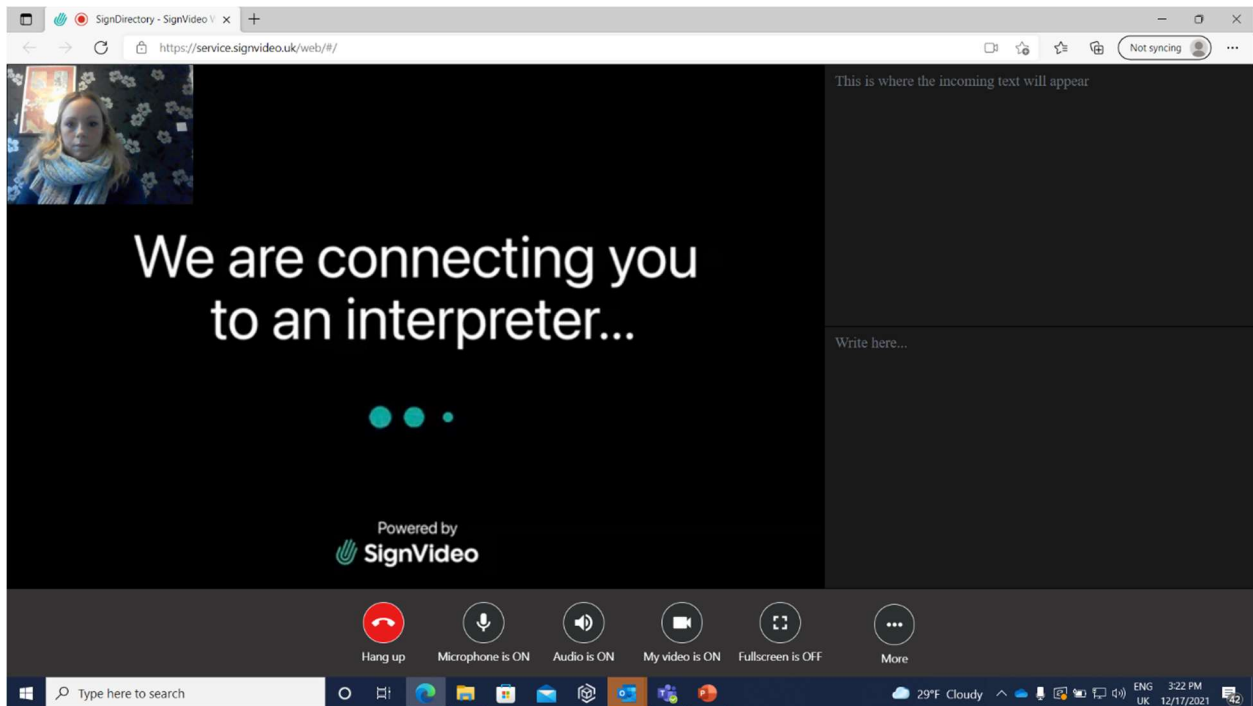 SignDirectory - SignVideo
https://service.signvideo.uk/web/#/
Not syncing
This is where the incoming text will appear
We are connecting you
to an interpreter...
Write here...
Powered by
SignVideo
Hang up
Microphone is ON
Audio is ON
My video is ON
Fullscreen is OFF
More
Type here to search
29°F Cloudy
ENG
UK
3:22 PM
12/17/2021
42